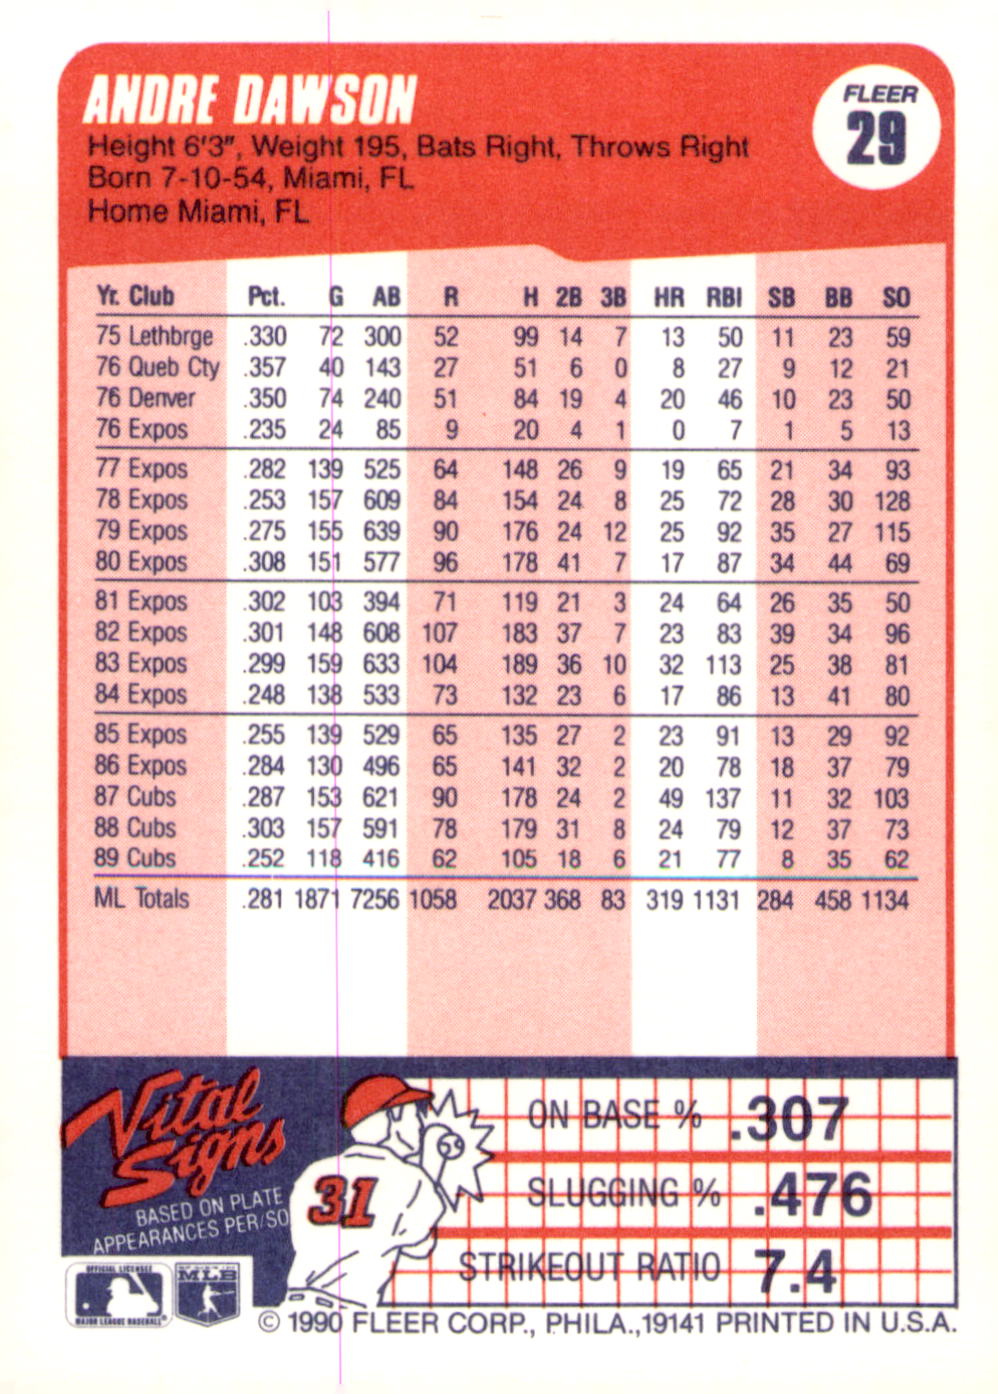 ANDRE DAWSON
FLEER
29
Height 6'3", Weight 195, Bats Right, Throws Right
Born 7-10-54, Miami, FL
Home Miami, FL
Yr. Club Pct. G AB R H 2B 3B HR RBI SB BB SO
75 Lethbrge .330 72 300 52 99 14 7 13 50 11 23 59
76 Queb Cty .357 40 143 27 51 6 0 8 27 9 12 21
76 Denver .350 74 240 51 84 19 4 20 46 10 23 50
76 Expos .235 24 85 9 20 4 1 0 7 1 5 13
77 Expos .282 139 525 64 148 26 9 19 65 21 34 93
78 Expos .253 157 609 84 154 24 8 25 72 28 30 128
79 Expos .275 155 639 90 176 24 12 25 92 35 27 115
80 Expos .308 151 577 96 178 41 7 17 87 34 44 69
81 Expos .302 103 394 71 119 21 3 24 64 26 35 50
82 Expos .301 148 608 107 183 37 7 23 83 39 34 96
83 Expos .299 159 633 104 189 36 10 32 113 25 38 81
84 Expos .248 138 533 73 132 23 6 17 86 13 41 80
85 Expos .255 139 529 65 135 27 2 23 91 13 29 92
86 Expos .284 130 496 65 141 32 2 20 78 18 37 79
87 Cubs .287 153 621 90 178 24 2 49 137 11 32 103
88 Cubs .303 157 591 78 179 31 8 24 79 12 37 73
89 Cubs .252 118 416 62 105 18 6 21 77 8 35 62
ML Totals .281 1871 7256 1058 2037 368 83 319 1131 284 458 1134
Vital
Signs
BASED ON PLATE
APPEARANCES PER/SO
31
ON BASE % .307
SLUGGING % .476
STRIKEOUT RATIO 7.4
OFFICIAL LICENSEE
MAJOR LEAGUE BASEBALL
MLB
© 1990 FLEER CORP., PHILA.,19141 PRINTED IN U.S.A.